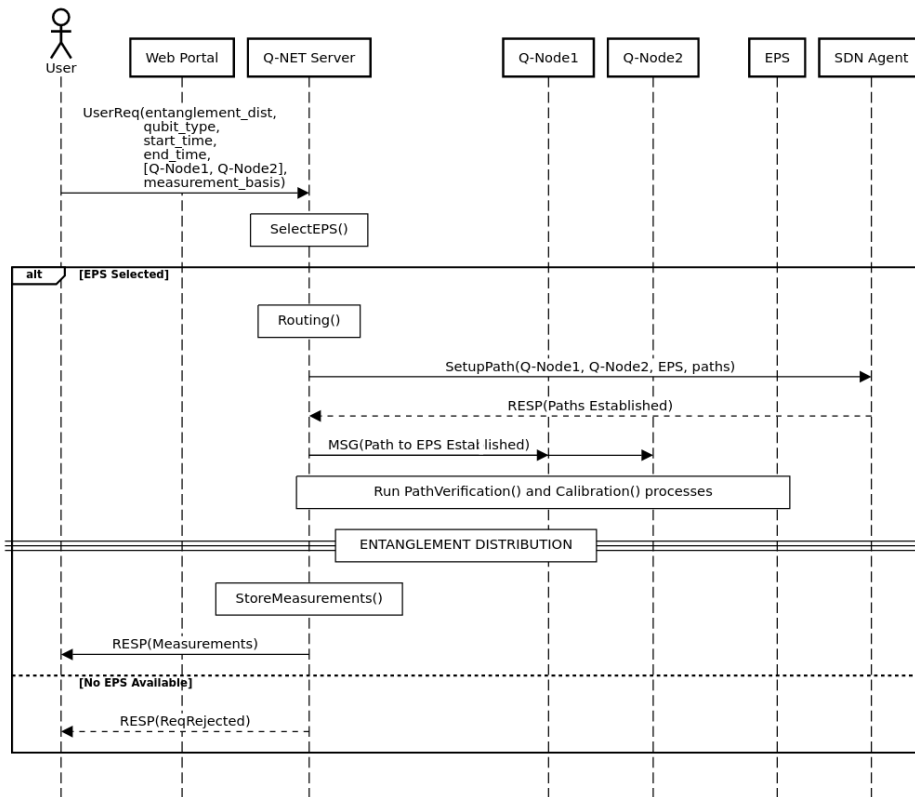 User
Web Portal
Q-NET Server
Q-Node1
Q-Node2
EPS
SDN Agent
UserReq(entanglement_dist,
qubit_type,
start_time,
end_time,
[Q-Node1, Q-Node2],
measurement_basis)
SelectEPS()
alt
[EPS Selected]
Routing()
SetupPath(Q-Node1, Q-Node2, EPS, paths)
RESP(Paths Established)
MSG(Path to EPS Established)
Run PathVerification() and Calibration() processes
ENTANGLEMENT DISTRIBUTION
StoreMeasurements()
RESP(Measurements)
[No EPS Available]
RESP(ReqRejected)